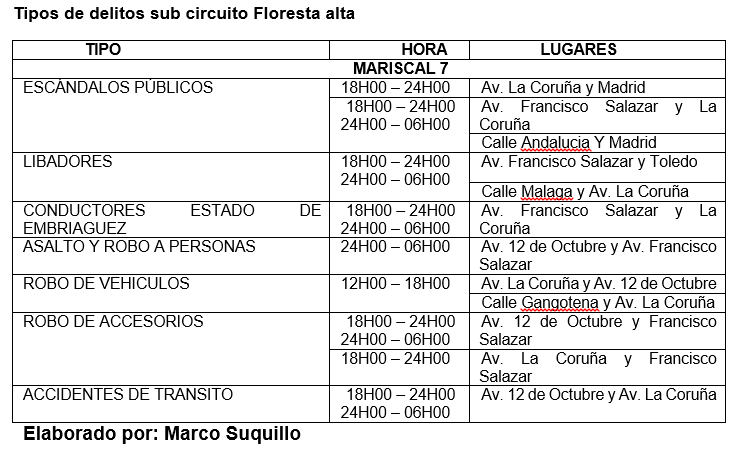 Tipos de delitos sub circuito Floresta alta
TIPO HORA LUGARES
MARISCAL 7
ESCÁNDALOS PÚBLICOS 18H00 – 24H00 Av. La Coruña y Madrid
18H00 – 24H00 Av. Francisco Salazar y La
24H00 – 06H00 Coruña
Calle Andalucia Y Madrid
LIBADORES 18H00 – 24H00 Av. Francisco Salazar y Toledo
24H00 – 06H00
Calle Malaga y Av. La Coruña
CONDUCTORES ESTADO DE 18H00 – 24H00 Av. Francisco Salazar y La
EMBRIAGUEZ 24H00 – 06H00 Coruña
ASALTO Y ROBO A PERSONAS 24H00 – 06H00 Av. 12 de Octubre y Av. Francisco
Salazar
ROBO DE VEHICULOS 12H00 – 18H00 Av. La Coruña y Av. 12 de Octubre
Calle Gangotena y Av. La Coruña
ROBO DE ACCESORIOS 18H00 – 24H00 Av. 12 de Octubre y Francisco
24H00 – 06H00 Salazar
18H00 – 24H00 Av. La Coruña y Francisco
Salazar
ACCIDENTES DE TRANSITO 18H00 – 24H00 Av. 12 de Octubre y Av. La Coruña
24H00 – 06H00
Elaborado por: Marco Suquillo